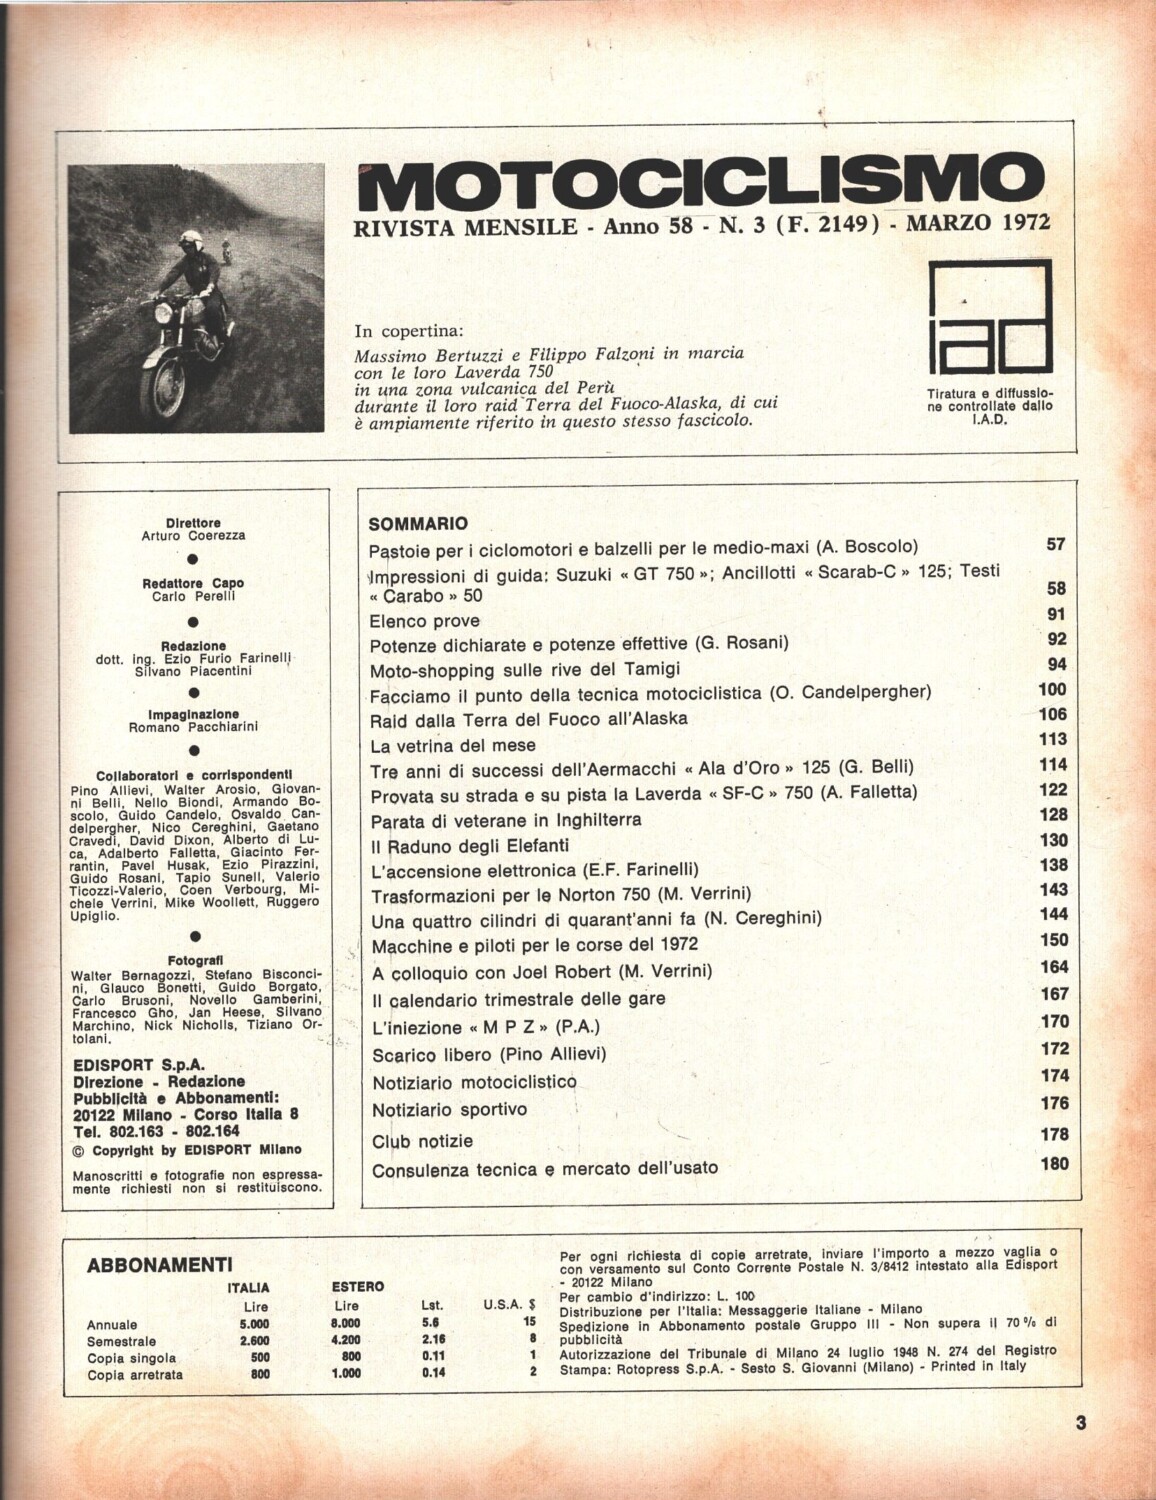 MOTOCICLISMO
RIVISTA MENSILE - Anno 58 - N. 3 (F. 2149) - MARZO 1972
In copertina:
Massimo Bertuzzi e Filippo Falzoni in marcia
con le loro Laverda 750
in una zona vulcanica del Perù
durante il loro raid Terra del Fuoco-Alaska, di cui
è ampiamente riferito in questo stesso fascicolo.
iad
Tiratura e diffusio-
ne controllate dallo
I.A.D.
Direttore
Arturo Coerezza
Redattore Capo
Carlo Perelli
Redazione
dott. ing. Ezio Furio Farinelli
Silvano Piacentini
Impaginazione
Romano Pacchiarini
Collaboratori e corrispondenti
Pino Allievi, Walter Arosio, Giovan-
ni Belli, Nello Biondi, Armando Bo-
scolo, Guido Candelo, Osvaldo Can-
delpergher, Nico Cereghini, Gaetano
Cravedi, David Dixon, Alberto di Lu-
ca, Adalberto Falletta, Giacinto Fer-
rantin, Pavel Husak, Ezio Pirazzini,
Guido Rosani, Tapio Sunell, Valerio
Ticozzi-Valerio, Coen Verbourg, Mi-
chele Verrini, Mike Woollett, Ruggero
Upiglio.
Fotografi
Walter Bernagozzi, Stefano Bisconci-
ni, Glauco Bonetti, Guido Borgato,
Carlo Brusoni, Novello Gamberini,
Francesco Gho, Jan Heese, Silvano
Marchino, Nick Nicholls, Tiziano Or-
tolani.
EDISPORT S.p.A.
Direzione - Redazione
Pubblicità e Abbonamenti:
20122 Milano - Corso Italia 8
Tel. 802.163 - 802.164
© Copyright by EDISPORT Milano
Manoscritti e fotografie non espressa-
mente richiesti non si restituiscono.
SOMMARIO
Pastoie per i ciclomotori e balzelli per le medio-maxi (A. Boscolo) 57
Impressioni di guida: Suzuki « GT 750 »; Ancillotti « Scarab-C » 125; Testi
« Carabo » 50 58
Elenco prove 91
Potenze dichiarate e potenze effettive (G. Rosani) 92
Moto-shopping sulle rive del Tamigi 94
Facciamo il punto della tecnica motociclistica (O. Candelpergher) 100
Raid dalla Terra del Fuoco all'Alaska 106
La vetrina del mese 113
Tre anni di successi dell'Aermacchi « Ala d'Oro » 125 (G. Belli) 114
Provata su strada e su pista la Laverda « SF-C » 750 (A. Falletta) 122
Parata di veterane in Inghilterra 128
Il Raduno degli Elefanti 130
L'accensione elettronica (E.F. Farinelli) 138
Trasformazioni per le Norton 750 (M. Verrini) 143
Una quattro cilindri di quarant'anni fa (N. Cereghini) 144
Macchine e piloti per le corse del 1972 150
A colloquio con Joel Robert (M. Verrini) 164
Il calendario trimestrale delle gare 167
L'iniezione « M P Z » (P.A.) 170
Scarico libero (Pino Allievi) 172
Notiziario motociclistico 174
Notiziario sportivo 176
Club notizie 178
Consulenza tecnica e mercato dell'usato 180
ABBONAMENTI
ITALIA ESTERO
Lire Lire Lst. U.S.A. $
Annuale 5.000 8.000 5.6 15
Semestrale 2.600 4.200 2.16 8
Copia singola 500 800 0.11 1
Copia arretrata 800 1.000 0.14 2
Per ogni richiesta di copie arretrate, inviare l'importo a mezzo vaglia o
con versamento sul Conto Corrente Postale N. 3/8412 intestato alla Edisport
- 20122 Milano
Per cambio d'indirizzo: L. 100
Distribuzione per l'Italia: Messaggerie Italiane - Milano
Spedizione in Abbonamento postale Gruppo III - Non supera il 70% di
pubblicità
Autorizzazione del Tribunale di Milano 24 luglio 1948 N. 274 del Registro
Stampa: Rotopress S.p.A. - Sesto S. Giovanni (Milano) - Printed in Italy
3